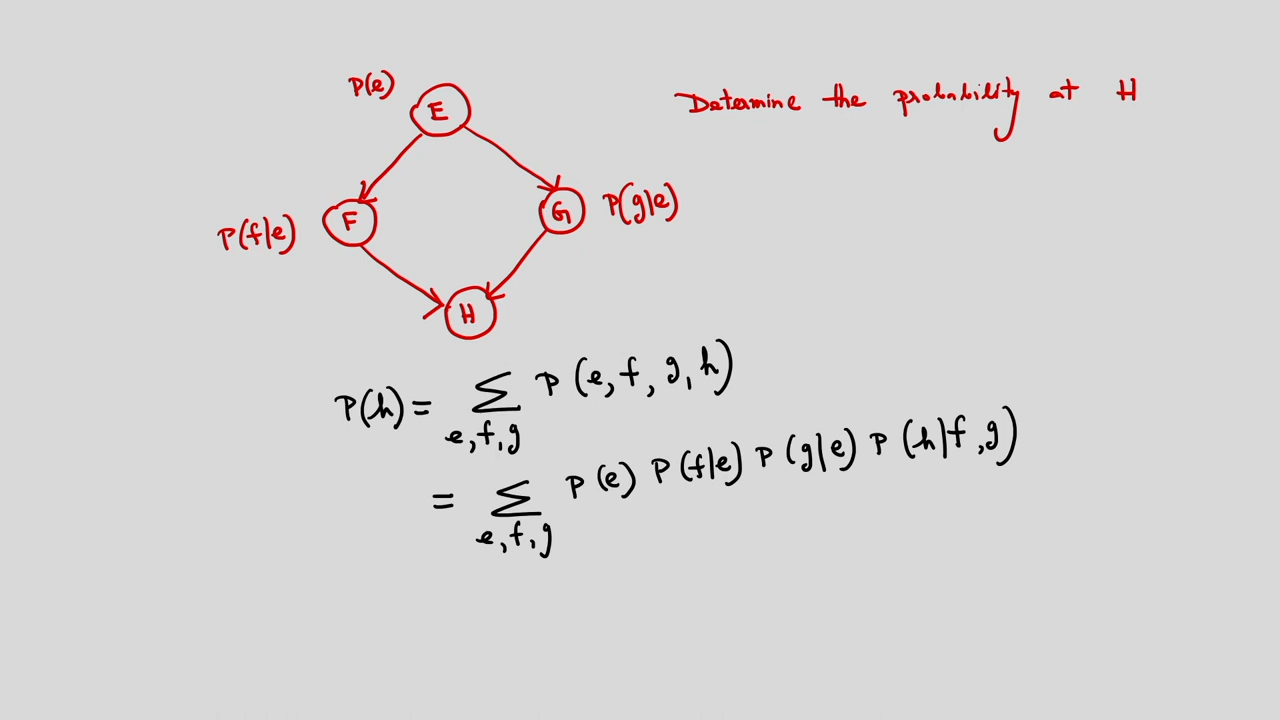 P(e)
E
Determine the probability at H
P(f|e)
F
G
P(g|e)
H
P(h) = ∑ P(e, f, g, h)
e, f, g
= ∑ P(e) P(f|e) P(g|e) P(h|f, g)
e, f, g